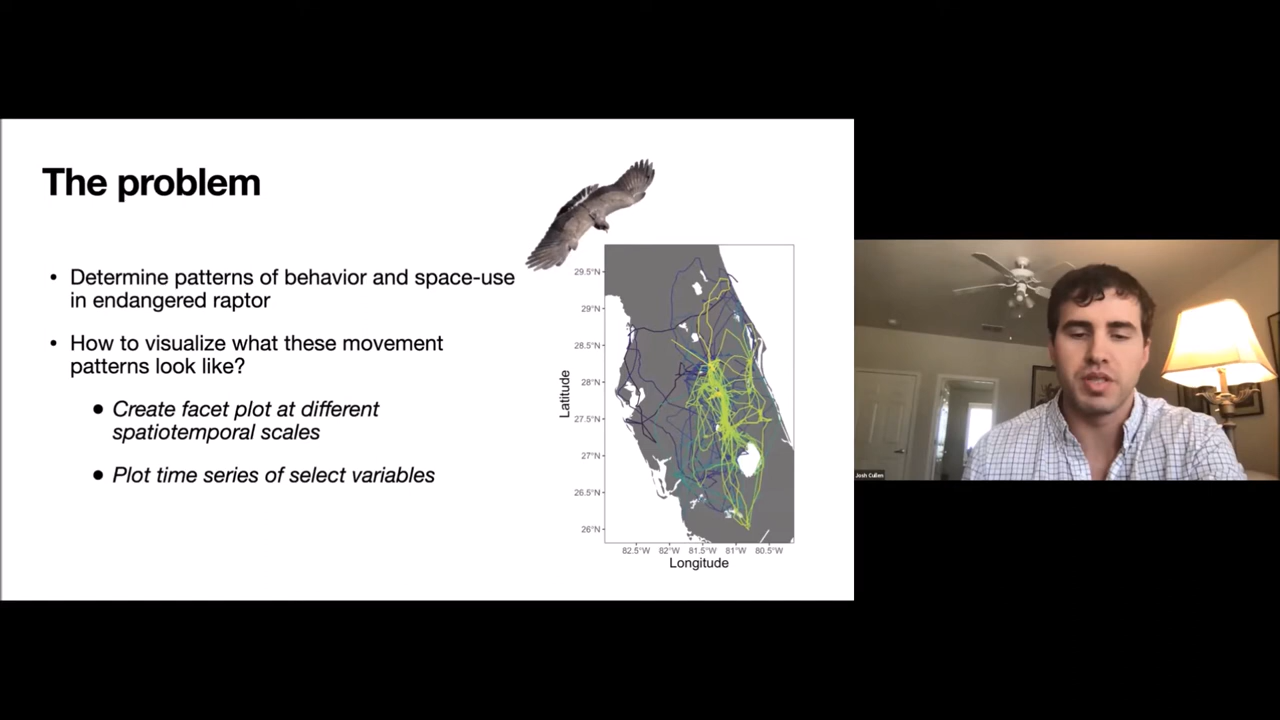 The problem
• Determine patterns of behavior and space-use
in endangered raptor
• How to visualize what these movement
patterns look like?
● Create facet plot at different
spatiotemporal scales
● Plot time series of select variables
Latitude
29.5°N
29°N
28.5°N
28°N
27.5°N
27°N
26.5°N
26°N
82.5°W 82°W 81.5°W 81°W 80.5°W
Longitude
Josh Cullen